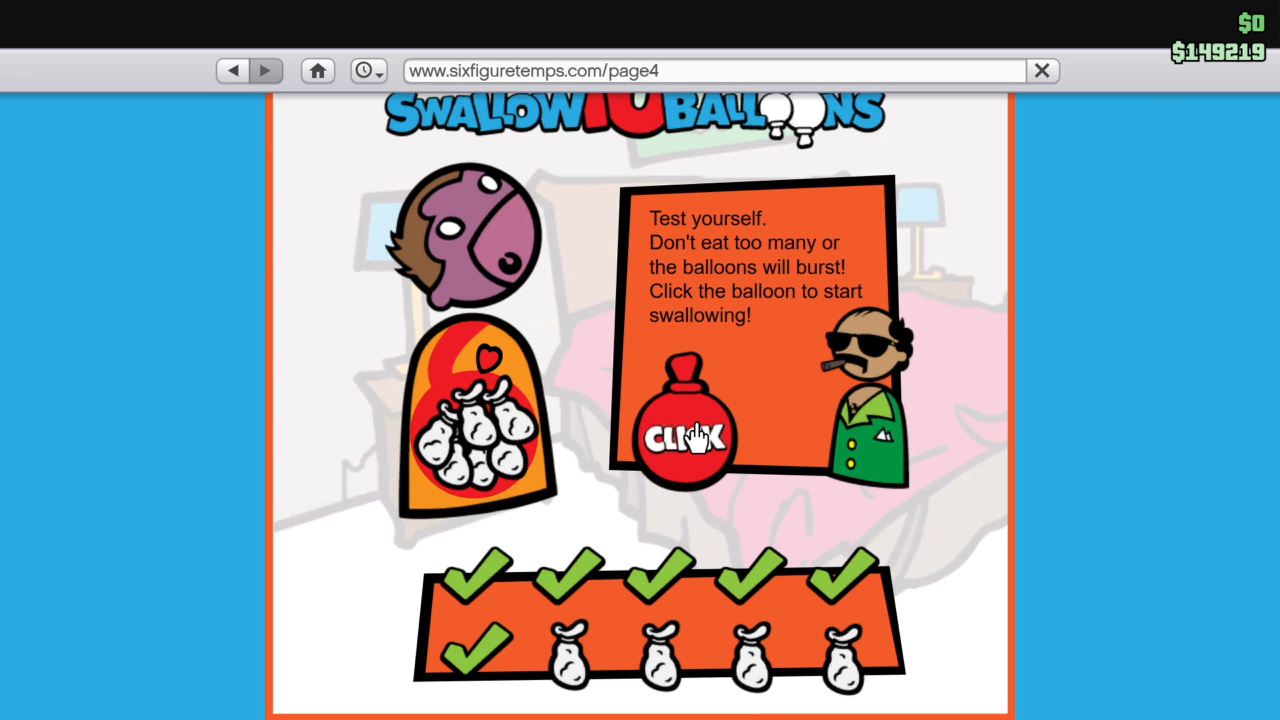 $0
$149219
www.sixfiguretemps.com/page4
SWALLOW 10 BALLOONS
Test yourself.
Don't eat too many or
the balloons will burst!
Click the balloon to start
swallowing!
CLICK